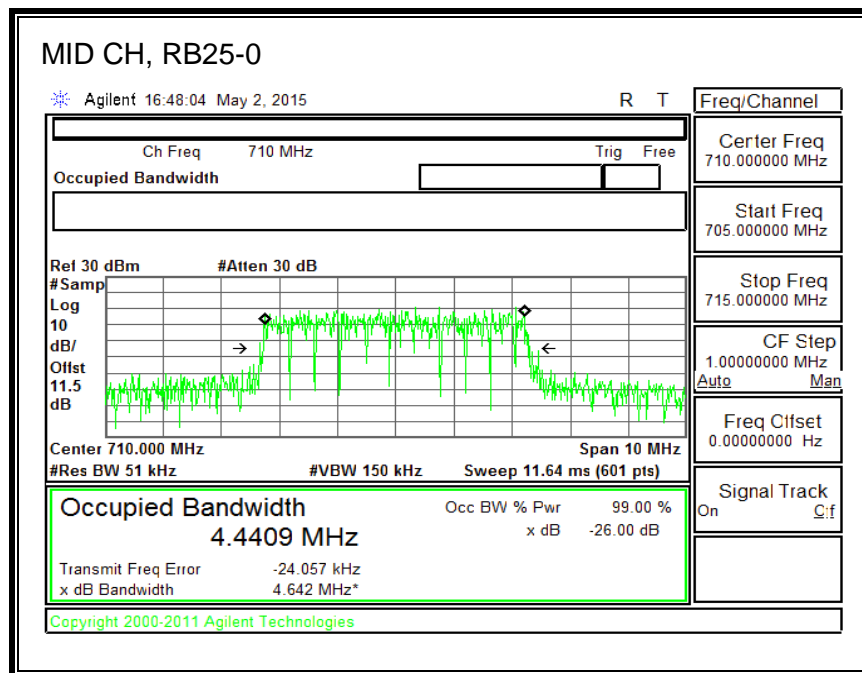 MID CH, RB25-0
Agilent 16:48:04 May 2, 2015 R T
Ch Freq 710 MHz Trig Free
Occupied Bandwidth
Ref 30 dBm #Atten 30 dB
#Samp
Log
10
dB/
Offst
11.5
dB
Center 710.000 MHz Span 10 MHz
#Res BW 51 kHz #VBW 150 kHz Sweep 11.64 ms (601 pts)
Occupied Bandwidth Occ BW % Pwr 99.00 %
4.4409 MHz x dB -26.00 dB
Transmit Freq Error -24.057 kHz
x dB Bandwidth 4.642 MHz*
Copyright 2000-2011 Agilent Technologies
Freq/Channel
Center Freq
710.000000 MHz
Start Freq
705.000000 MHz
Stop Freq
715.000000 MHz
CF Step
1.00000000 MHz
Auto Man
Freq Offset
0.00000000 Hz
Signal Track
On Off